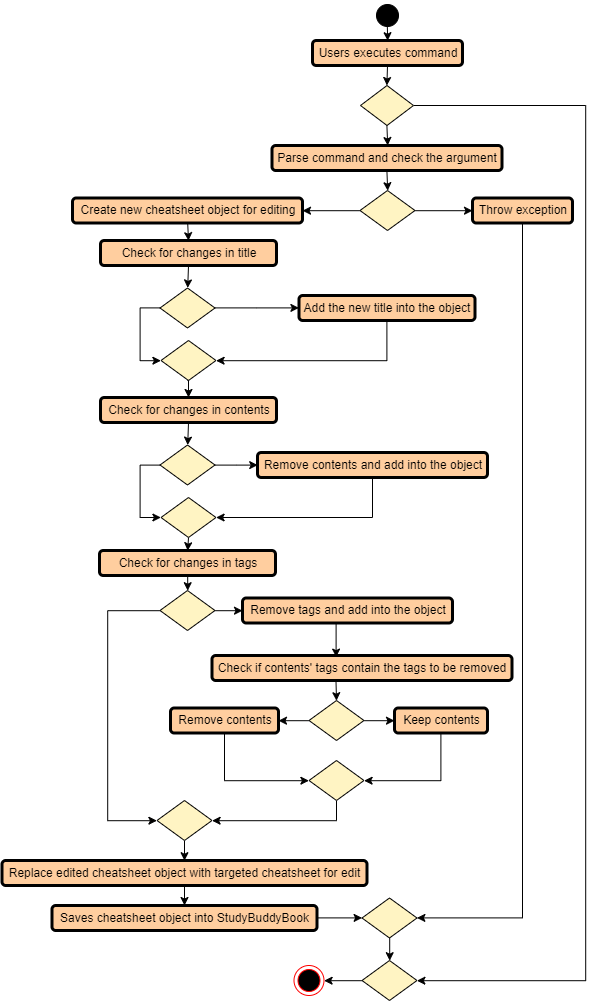 Users executes command
Parse command and check the argument
Create new cheatsheet object for editing
Throw exception
Check for changes in title
Add the new title into the object
Check for changes in contents
Remove contents and add into the object
Check for changes in tags
Remove tags and add into the object
Check if contents' tags contain the tags to be removed
Remove contents
Keep contents
Replace edited cheatsheet object with targeted cheatsheet for edit
Saves cheatsheet object into StudyBuddyBook